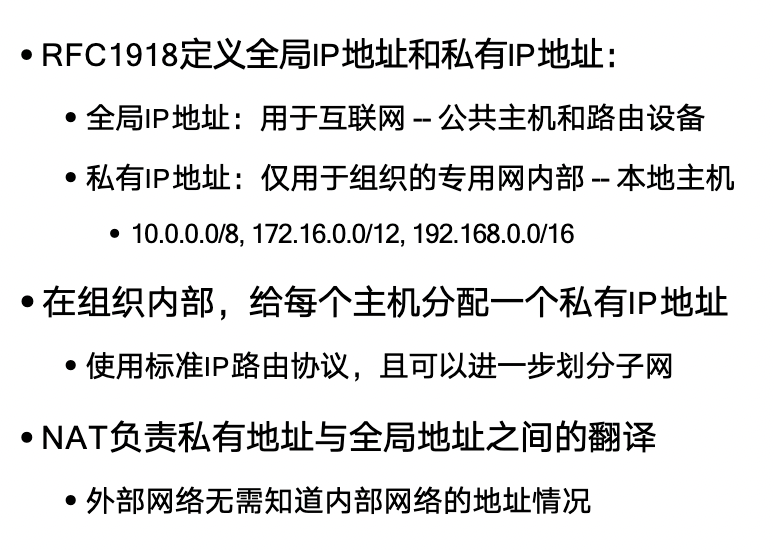 • RFC1918定义全局IP地址和私有IP地址：
• 全局IP地址：用于互联网 -- 公共主机和路由设备
• 私有IP地址：仅用于组织的专用网内部 -- 本地主机
• 10.0.0.0/8, 172.16.0.0/12, 192.168.0.0/16
• 在组织内部，给每个主机分配一个私有IP地址
• 使用标准IP路由协议，且可以进一步划分子网
• NAT负责私有地址与全局地址之间的翻译
• 外部网络无需知道内部网络的地址情况